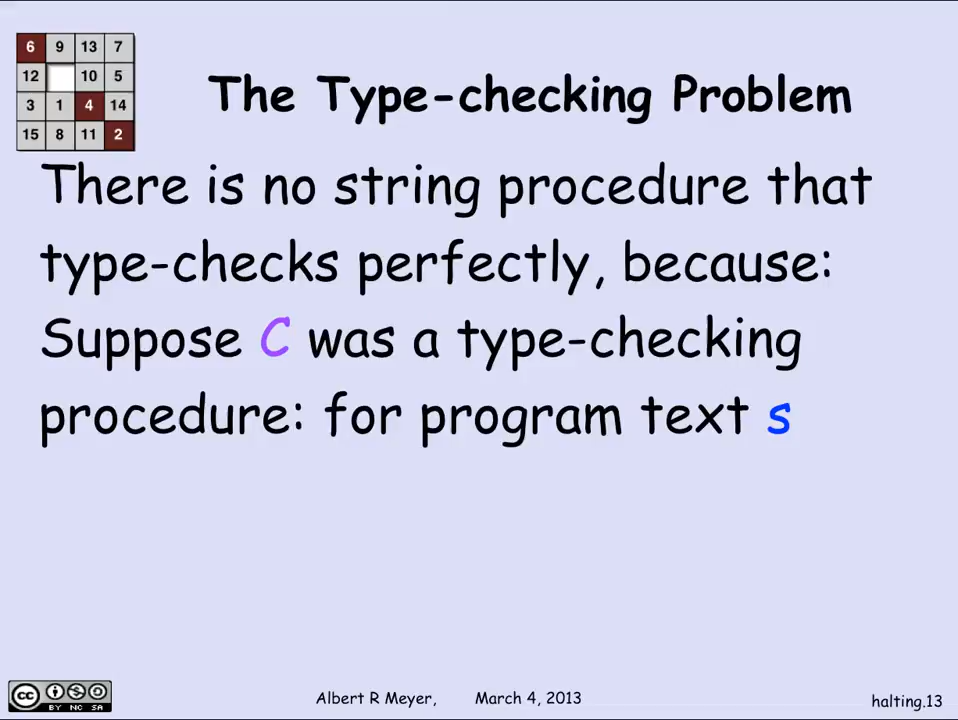 6 9 13 7
12 10 5
3 1 4 14
15 8 11 2
The Type-checking Problem
There is no string procedure that
type-checks perfectly, because:
Suppose C was a type-checking
procedure: for program text s
cc BY NC SA
Albert R Meyer, March 4, 2013
halting.13